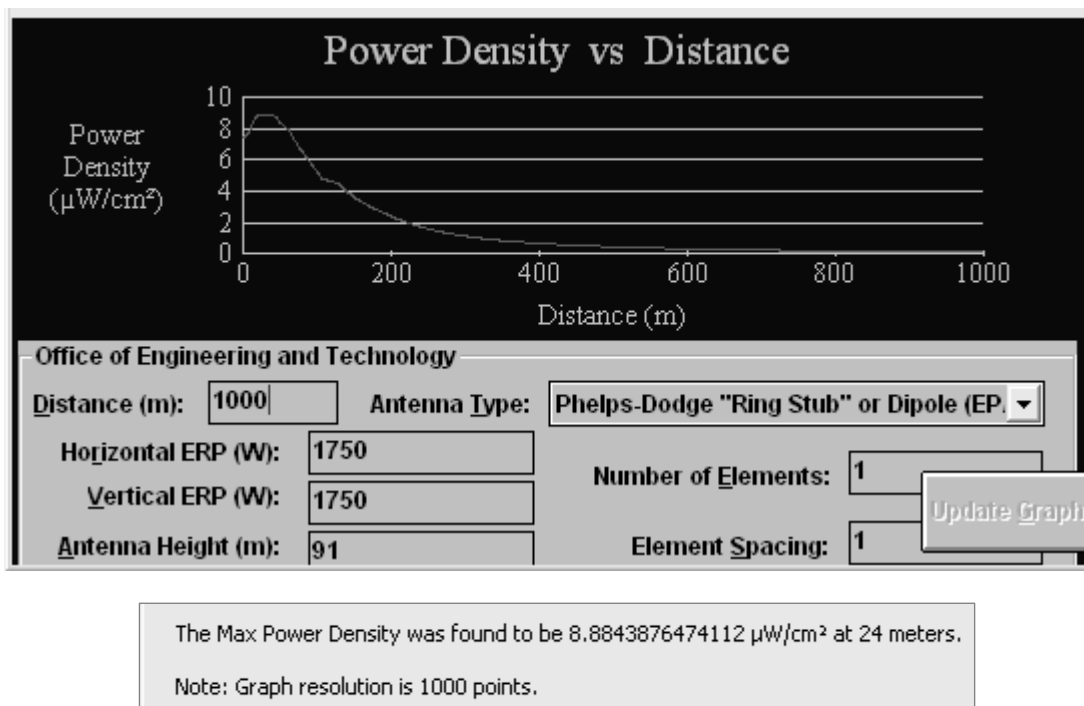 Power Density vs Distance
10
8
6
4
2
0
Power
Density
(µW/cm²)
0 200 400 600 800 1000
Distance (m)
Office of Engineering and Technology
Distance (m): 1000 Antenna Type: Phelps-Dodge "Ring Stub" or Dipole (EP.
Horizontal ERP (W): 1750 Number of Elements: 1
Vertical ERP (W): 1750 Update Graph
Antenna Height (m): 91 Element Spacing: 1
The Max Power Density was found to be 8.8843876474112 µW/cm² at 24 meters.
Note: Graph resolution is 1000 points.